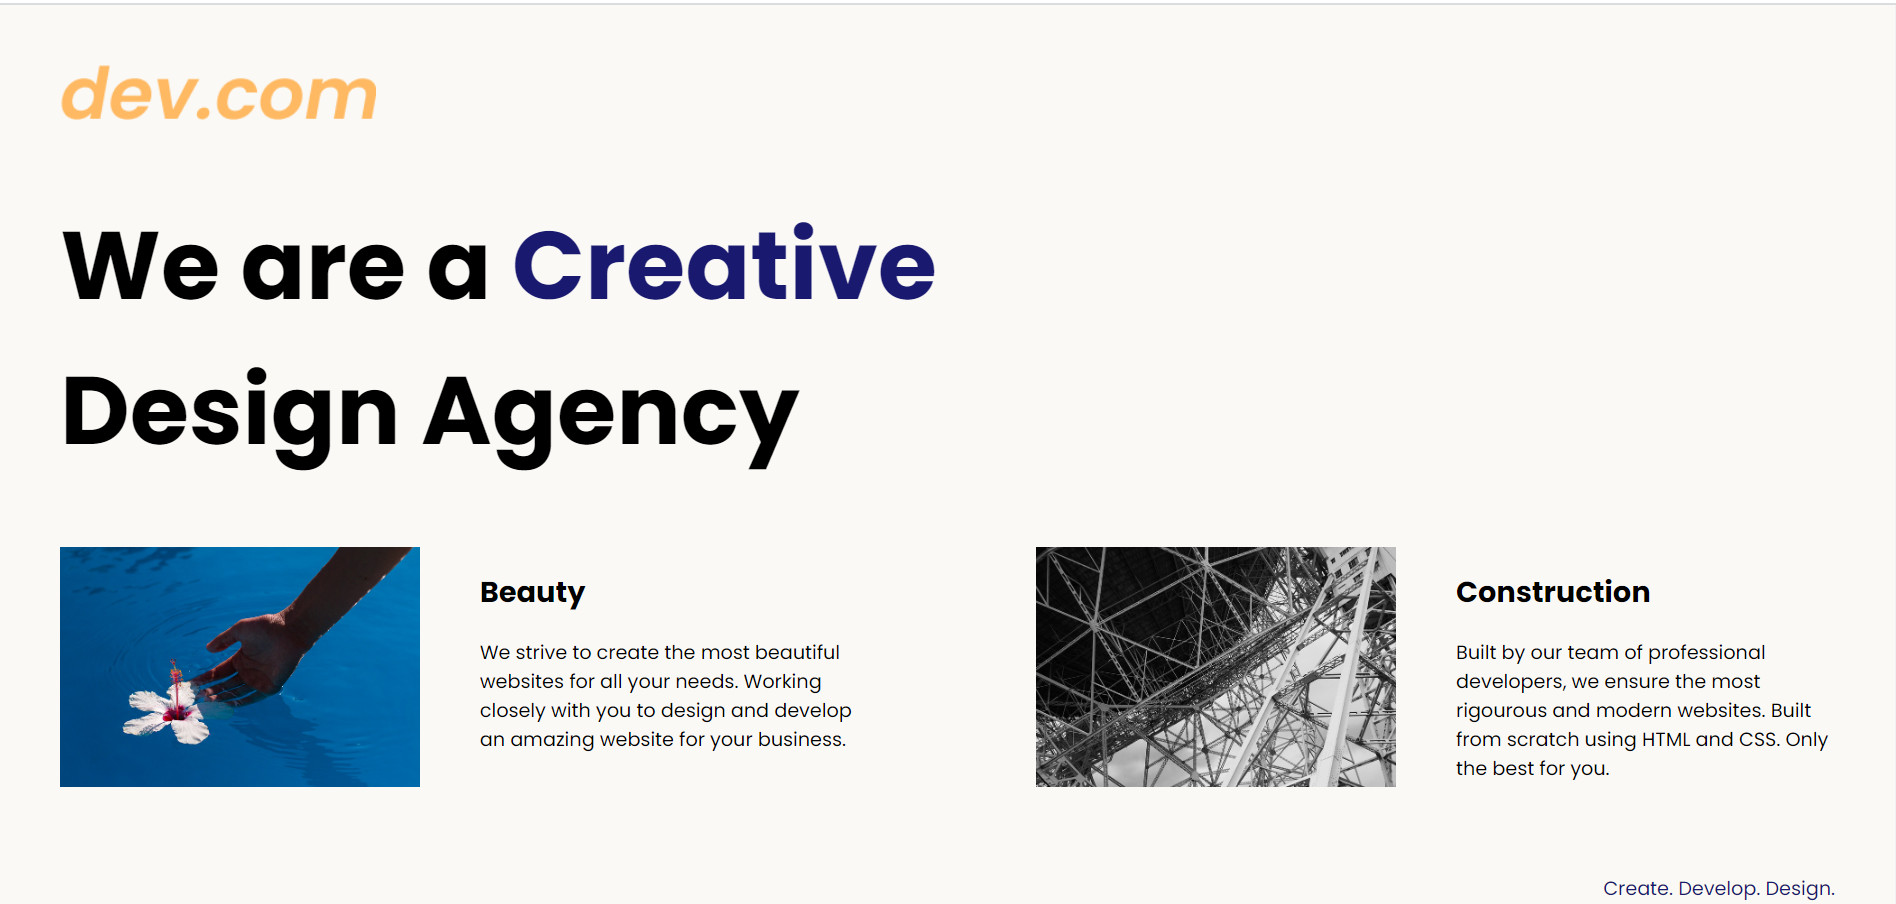 dev.com
We are a Creative
Design Agency
Beauty
We strive to create the most beautiful
websites for all your needs. Working
closely with you to design and develop
an amazing website for your business.
Construction
Built by our team of professional
developers, we ensure the most
rigourous and modern websites. Built
from scratch using HTML and CSS. Only
the best for you.
Create. Develop. Design.